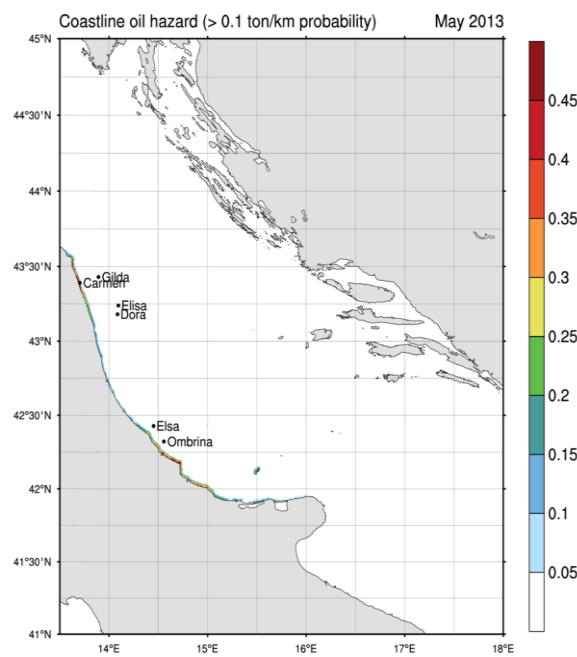 Coastline oil hazard (> 0.1 ton/km probability) May 2013
45°N
44°30'N
44°N
43°30'N
43°N
42°30'N
42°N
41°30'N
41°N
14°E 15°E 16°E 17°E 18°E
Gilda
Carmen
Elisa
Dora
Elsa
Ombrina
0.45
0.4
0.35
0.3
0.25
0.2
0.15
0.1
0.05